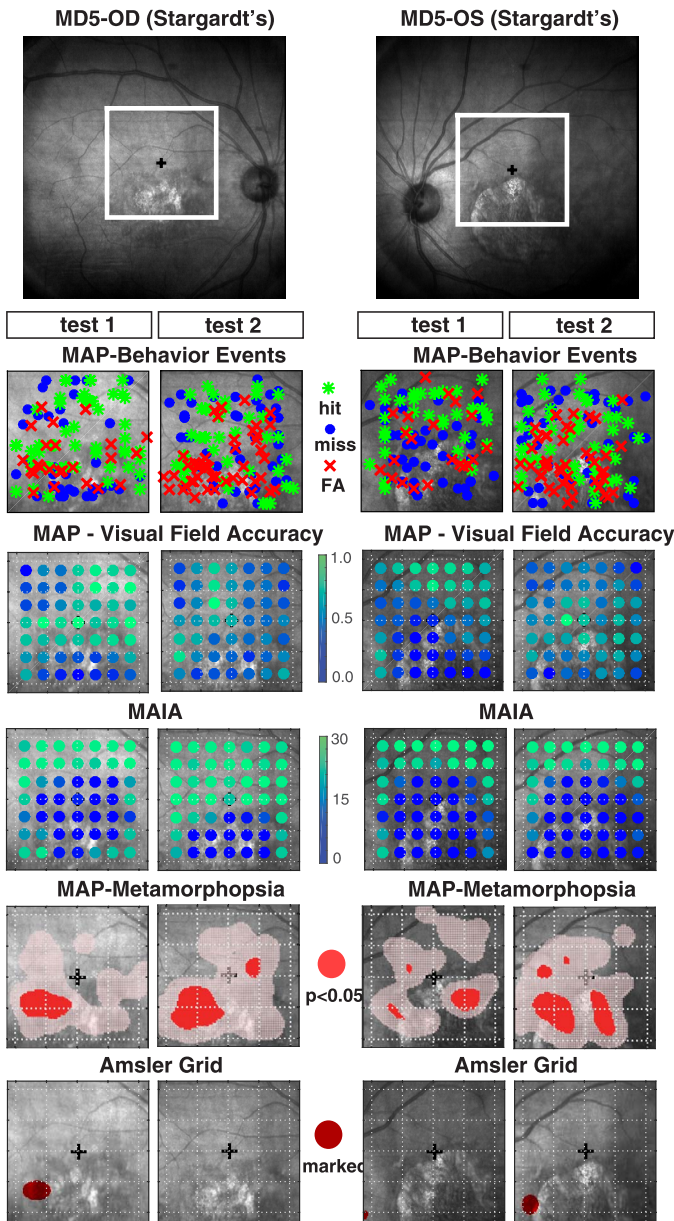 MD5-OD (Stargardt's)
MD5-OS (Stargardt's)
test 1
test 2
test 1
test 2
MAP-Behavior Events
MAP-Behavior Events
hit
miss
FA
MAP - Visual Field Accuracy
MAP - Visual Field Accuracy
1.0
0.5
0.0
MAIA
MAIA
30
15
0
MAP-Metamorphopsia
MAP-Metamorphopsia
p<0.05
Amsler Grid
Amsler Grid
marked